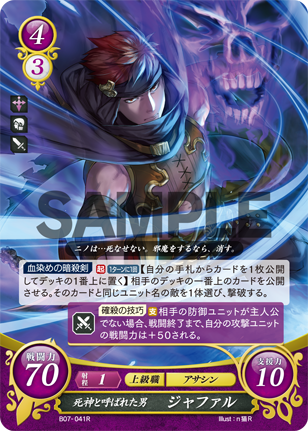 4
3
SAMPLE
ニノは…死なせない。邪魔をするなら、消す。
血染めの暗殺剣 起 1ターンに1回 【自分の手札からカードを1枚公開
してデッキの1番上に置く】相手のデッキの一番上のカードを公開
させる。そのカードと同じユニット名の敵を1体選び、撃破する。
確殺の技巧 支 相手の防御ユニットが主人公
でない場合、戦闘終了まで、自分の攻撃ユニット
の戦闘力は+50される。
戦闘力
70
射程 1
上級職
アサシン
支援力
10
死神と呼ばれた男 ジャファル
B07-041R
Illust:n猫R